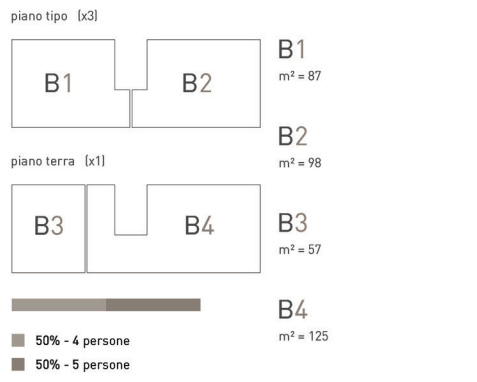 piano tipo (x3)
B1
B2
piano terra (x1)
B3
B4
50% - 4 persone
50% - 5 persone
B1
m² = 87
B2
m² = 98
B3
m² = 57
B4
m² = 125